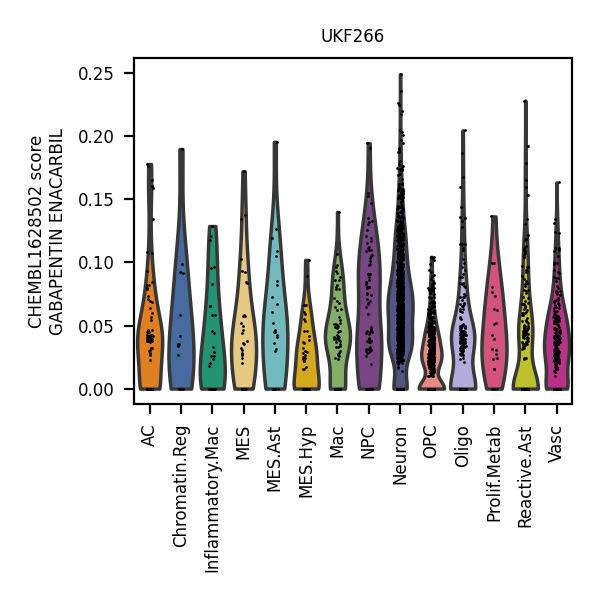 UKF266
CHEMBL1628502 score
GABAPENTIN ENACARBIL
0.25
0.20
0.15
0.10
0.05
0.00
AC
Chromatin.Reg
Inflammatory.Mac
MES
MES.Ast
MES.Hyp
Mac
NPC
Neuron
OPC
Oligo
Prolif.Metab
Reactive.Ast
Vasc